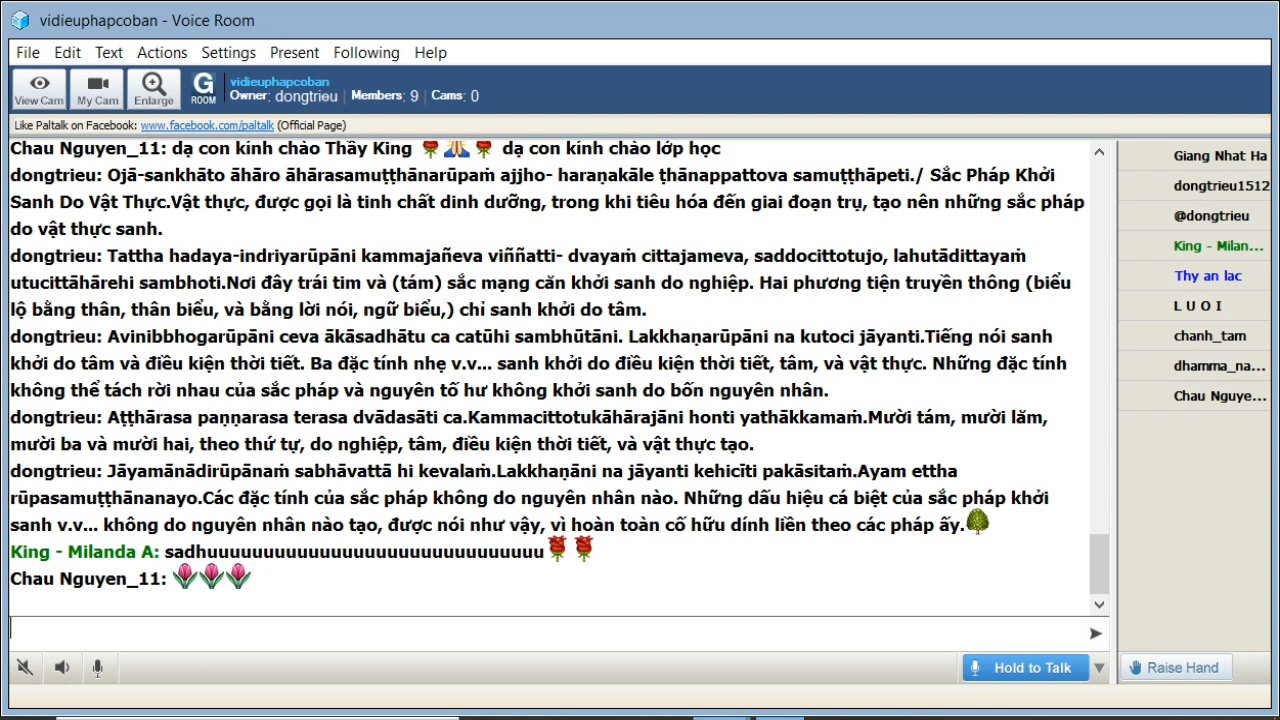 vidieuphapcoban - Voice Room
File Edit Text Actions Settings Present Following Help
View Cam My Cam Enlarge G ROOM
vidieuphapcoban
Owner: dongtrieu | Members: 9 | Cams: 0
Like Paltalk on Facebook: www.facebook.com/paltalk (Official Page)
Chau Nguyen_11: dạ con kính chào Thầy King dạ con kính chào lớp học
dongtrieu: Ojā-sankhāto āhāro āhārasamuṭṭhānarūpaṁ ajjho- haraṇakāle ṭhānappattova samuṭṭhāpeti./ Sắc Pháp Khởi
Sanh Do Vật Thực.Vật thực, được gọi là tinh chất dinh dưỡng, trong khi tiêu hóa đến giai đoạn trụ, tạo nên những sắc pháp
do vật thực sanh.
dongtrieu: Tattha hadaya-indriyarūpāni kammajañeva viññatti- dvayaṁ cittajameva, saddocittotujo, lahutādittayaṁ
utucittāhārehi sambhoti.Nơi đây trái tim và (tám) sắc mạng căn khởi sanh do nghiệp. Hai phương tiện truyền thông (biểu
lộ bằng thân, thân biểu, và bằng lời nói, ngữ biểu,) chỉ sanh khởi do tâm.
dongtrieu: Avinibbhogarūpāni ceva ākāsadhātu ca catūhi sambhūtāni. Lakkhaṇarūpāni na kutoci jāyanti.Tiếng nói sanh
khởi do tâm và điều kiện thời tiết. Ba đặc tính nhẹ v.v... sanh khởi do điều kiện thời tiết, tâm, và vật thực. Những đặc tính
không thể tách rời nhau của sắc pháp và nguyên tố hư không khởi sanh do bốn nguyên nhân.
dongtrieu: Aṭṭhārasa paṇṇarasa terasa dvādasāti ca.Kammacittotukāhārajāni honti yathākkamaṁ.Mười tám, mười lăm,
mười ba và mười hai, theo thứ tự, do nghiệp, tâm, điều kiện thời tiết, và vật thực tạo.
dongtrieu: Jāyamānādirūpānaṁ sabhāvattā hi kevalaṁ.Lakkhaṇāni na jāyanti kehicīti pakāsitaṁ.Ayam ettha
rūpasamuṭṭhānanayo.Các đặc tính của sắc pháp không do nguyên nhân nào. Những dấu hiệu cá biệt của sắc pháp khởi
sanh v.v... không do nguyên nhân nào tạo, được nói như vậy, vì hoàn toàn cố hữu dính liền theo các pháp ấy.
King - Milanda A: sadhuuuuuuuuuuuuuuuuuuuuuuuuuuuuuu
Chau Nguyen_11:
Giang Nhat Ha
dongtrieu1512
@dongtrieu
King - Milan...
Thy an lac
L U O I
chanh_tam
dhamma_na...
Chau Nguye...
Hold to Talk
Raise Hand